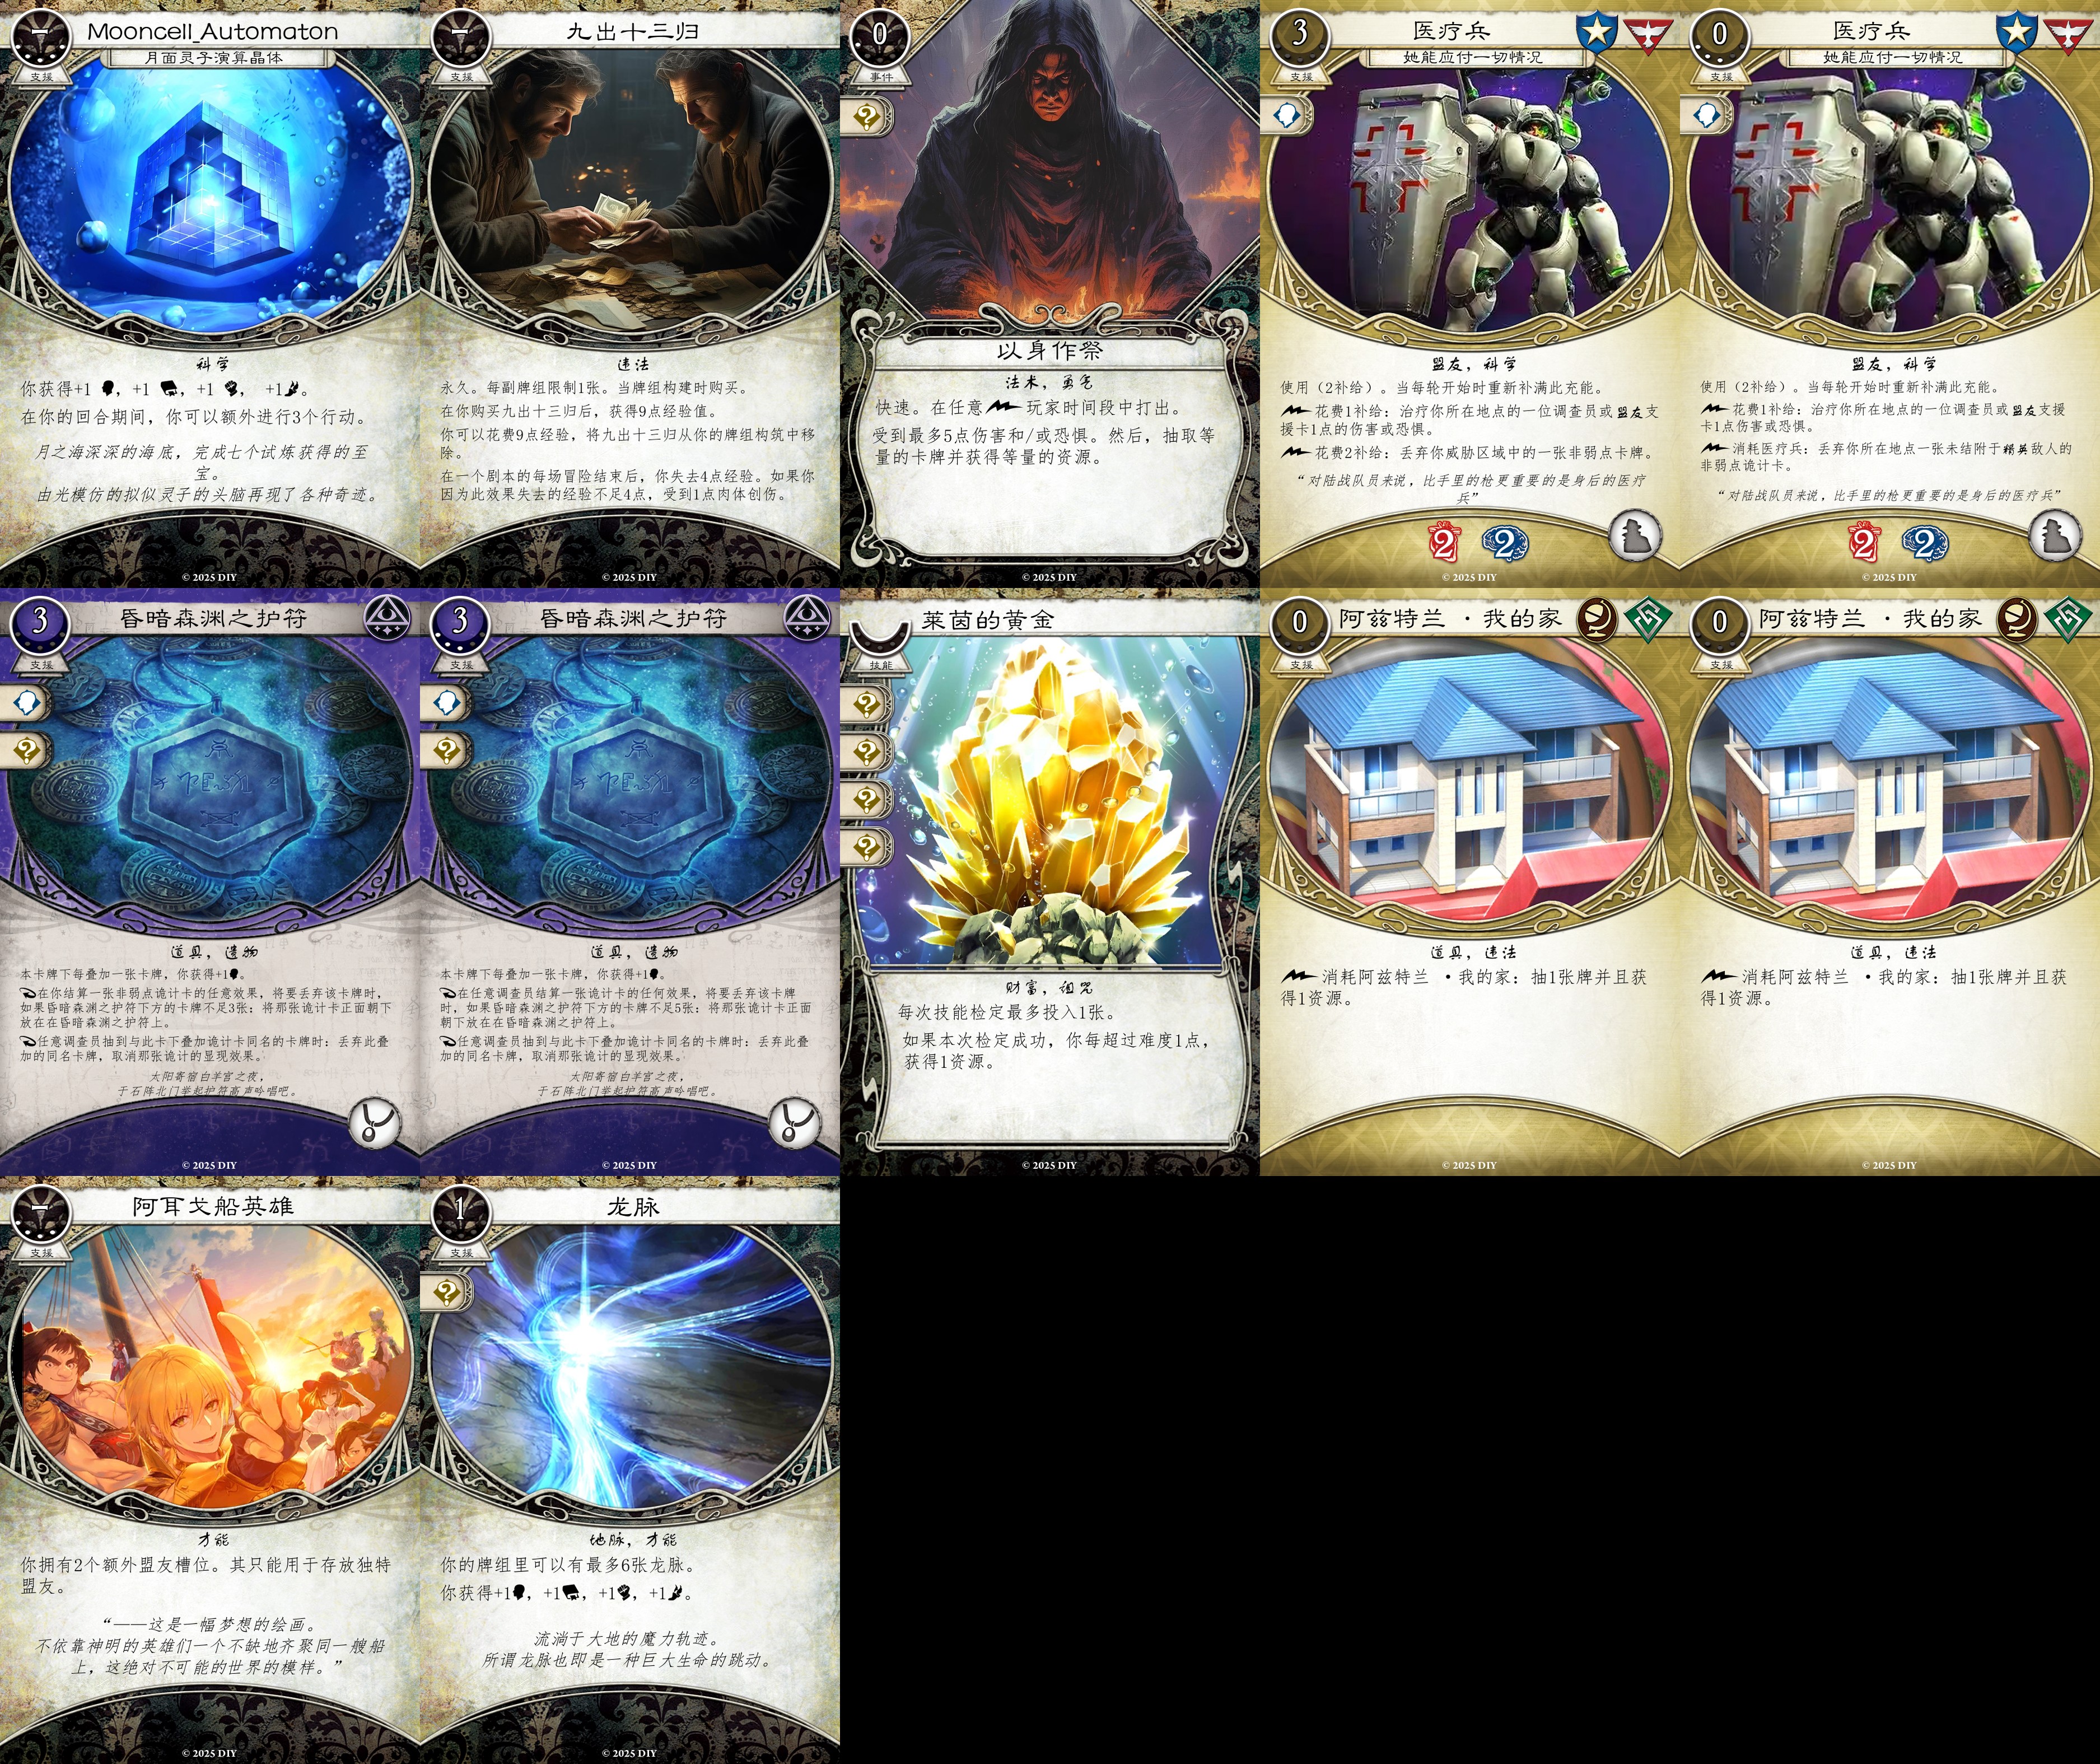 Mooncell_Automaton
月面灵子演算晶体
支援
科学
你获得+1 ，+1 ，+1 ， +1 。
在你的回合期间，你可以额外进行3个行动。
月之海深深的海底，完成七个试炼获得的至
宝。
由光模仿的拟似灵子的头脑再现了各种奇迹。
© 2025 DIY
九出十三归
支援
违法
永久。每副牌组限制1张。当牌组构建时购买。
在你购买九出十三归后，获得9点经验值。
你可以花费9点经验，将九出十三归从你的牌组构筑中移
除。
在一个剧本的每场冒险结束后，你失去4点经验。如果你
因为此效果失去的经验不足4点，受到1点肉体创伤。
© 2025 DIY
0
事件
以身作祭
法术，勇气
快速。在任意 玩家时间段中打出。
受到最多5点伤害和/或恐惧。然后，抽取等
量的卡牌并获得等量的资源。
© 2025 DIY
3
医疗兵
她能应付一切情况
支援
盟友，科学
使用（2补给）。当每轮开始时重新补满此充能。
花费1补给：治疗你所在地点的一位调查员或盟友支
援卡1点的伤害或恐惧。
花费2补给：丢弃你威胁区域中的一张非弱点卡牌。
“对陆战队员来说，比手里的枪更重要的是身后的医疗
兵”
2 2
© 2025 DIY
0
医疗兵
她能应付一切情况
支援
盟友，科学
使用（2补给）。当每轮开始时重新补满此充能。
花费1补给：治疗你所在地点的一位调查员或盟友支援
卡1点伤害或恐惧。
消耗医疗兵：丢弃你所在地点一张未结附于精英敌人的
非弱点诡计卡。
“对陆战队员来说，比手里的枪更重要的是身后的医疗兵”
2 2
© 2025 DIY
3
昏暗森渊之护符
支援
道具，遗物
本卡牌下每叠加一张卡牌，你获得+1 。
在你结算一张非弱点诡计卡的任意效果，将要丢弃该卡牌时，
如果昏暗森渊之护符下方的卡牌不足3张：将那张诡计卡正面朝下
放在在昏暗森渊之护符上。
任意调查员抽到与此卡下叠加诡计卡同名的卡牌时：丢弃此叠
加的同名卡牌，取消那张诡计的显现效果。
太阳寄宿白羊宫之夜，
于石阵北门举起护符高声吟唱吧。
© 2025 DIY
3
昏暗森渊之护符
支援
道具，遗物
本卡牌下每叠加一张卡牌，你获得+1 。
在任意调查员结算一张诡计卡的任何效果，将要丢弃该卡牌
时，如果昏暗森渊之护符下方的卡牌不足5张：将那张诡计卡正面
朝下放在在昏暗森渊之护符上。
任意调查员抽到与此卡下叠加诡计卡同名的卡牌时：丢弃此叠
加的同名卡牌，取消那张诡计的显现效果。
太阳寄宿白羊宫之夜，
于石阵北门举起护符高声吟唱吧。
© 2025 DIY
莱茵的黄金
技能
财富，诅咒
每次技能检定最多投入1张。
如果本次检定成功，你每超过难度1点，
获得1资源。
© 2025 DIY
0
阿兹特兰 · 我的家
支援
道具，违法
消耗阿兹特兰 · 我的家：抽1张牌并且获
得1资源。
© 2025 DIY
0
阿兹特兰 · 我的家
支援
道具，违法
消耗阿兹特兰 · 我的家：抽1张牌并且获
得1资源。
© 2025 DIY
阿耳戈船英雄
支援
才能
你拥有2个额外盟友槽位。其只能用于存放独特
盟友。
“——这是一幅梦想的绘画。
不依靠神明的英雄们一个不缺地齐聚同一艘船
上，这绝对不可能的世界的模样。”
© 2025 DIY
1
龙脉
支援
地脉，才能
你的牌组里可以有最多6张龙脉。
你获得+1 ，+1 ，+1 ，+1 。
流淌于大地的魔力轨迹。
所谓龙脉也即是一种巨大生命的跳动。
© 2025 DIY